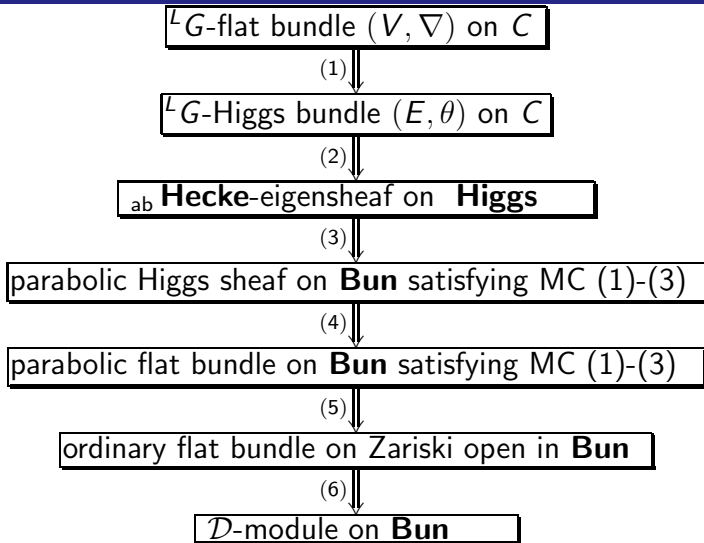 ᴸG-flat bundle (V, ∇) on C
(1)
ᴸG-Higgs bundle (E, θ) on C
(2)
ab Hecke-eigensheaf on Higgs
(3)
parabolic Higgs sheaf on Bun satisfying MC (1)-(3)
(4)
parabolic flat bundle on Bun satisfying MC (1)-(3)
(5)
ordinary flat bundle on Zariski open in Bun
(6)
𝒟-module on Bun